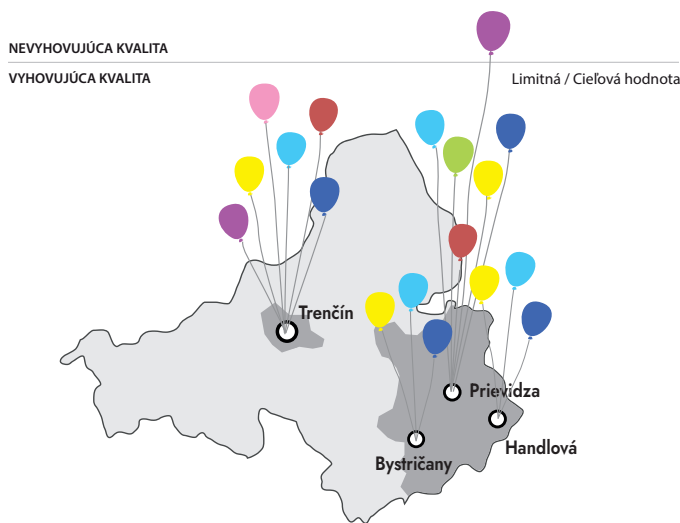 NEVYHOVUJÚCA KVALITA
VYHOVUJÚCA KVALITA
Limitná / Cieľová hodnota
Trenčín
Prievidza
Handlová
Bystričany